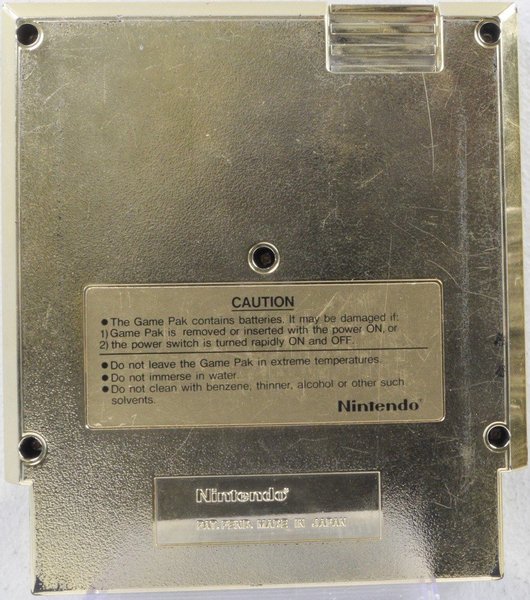 CAUTION
● The Game Pak contains batteries. It may be damaged if:
1) Game Pak is removed or inserted with the power ON, or
2) the power switch is turned rapidly ON and OFF.
● Do not leave the Game Pak in extreme temperatures.
● Do not immerse in water.
● Do not clean with benzene, thinner, alcohol or other such
solvents.
Nintendo®
Nintendo®
PAT. PEND. MADE IN JAPAN